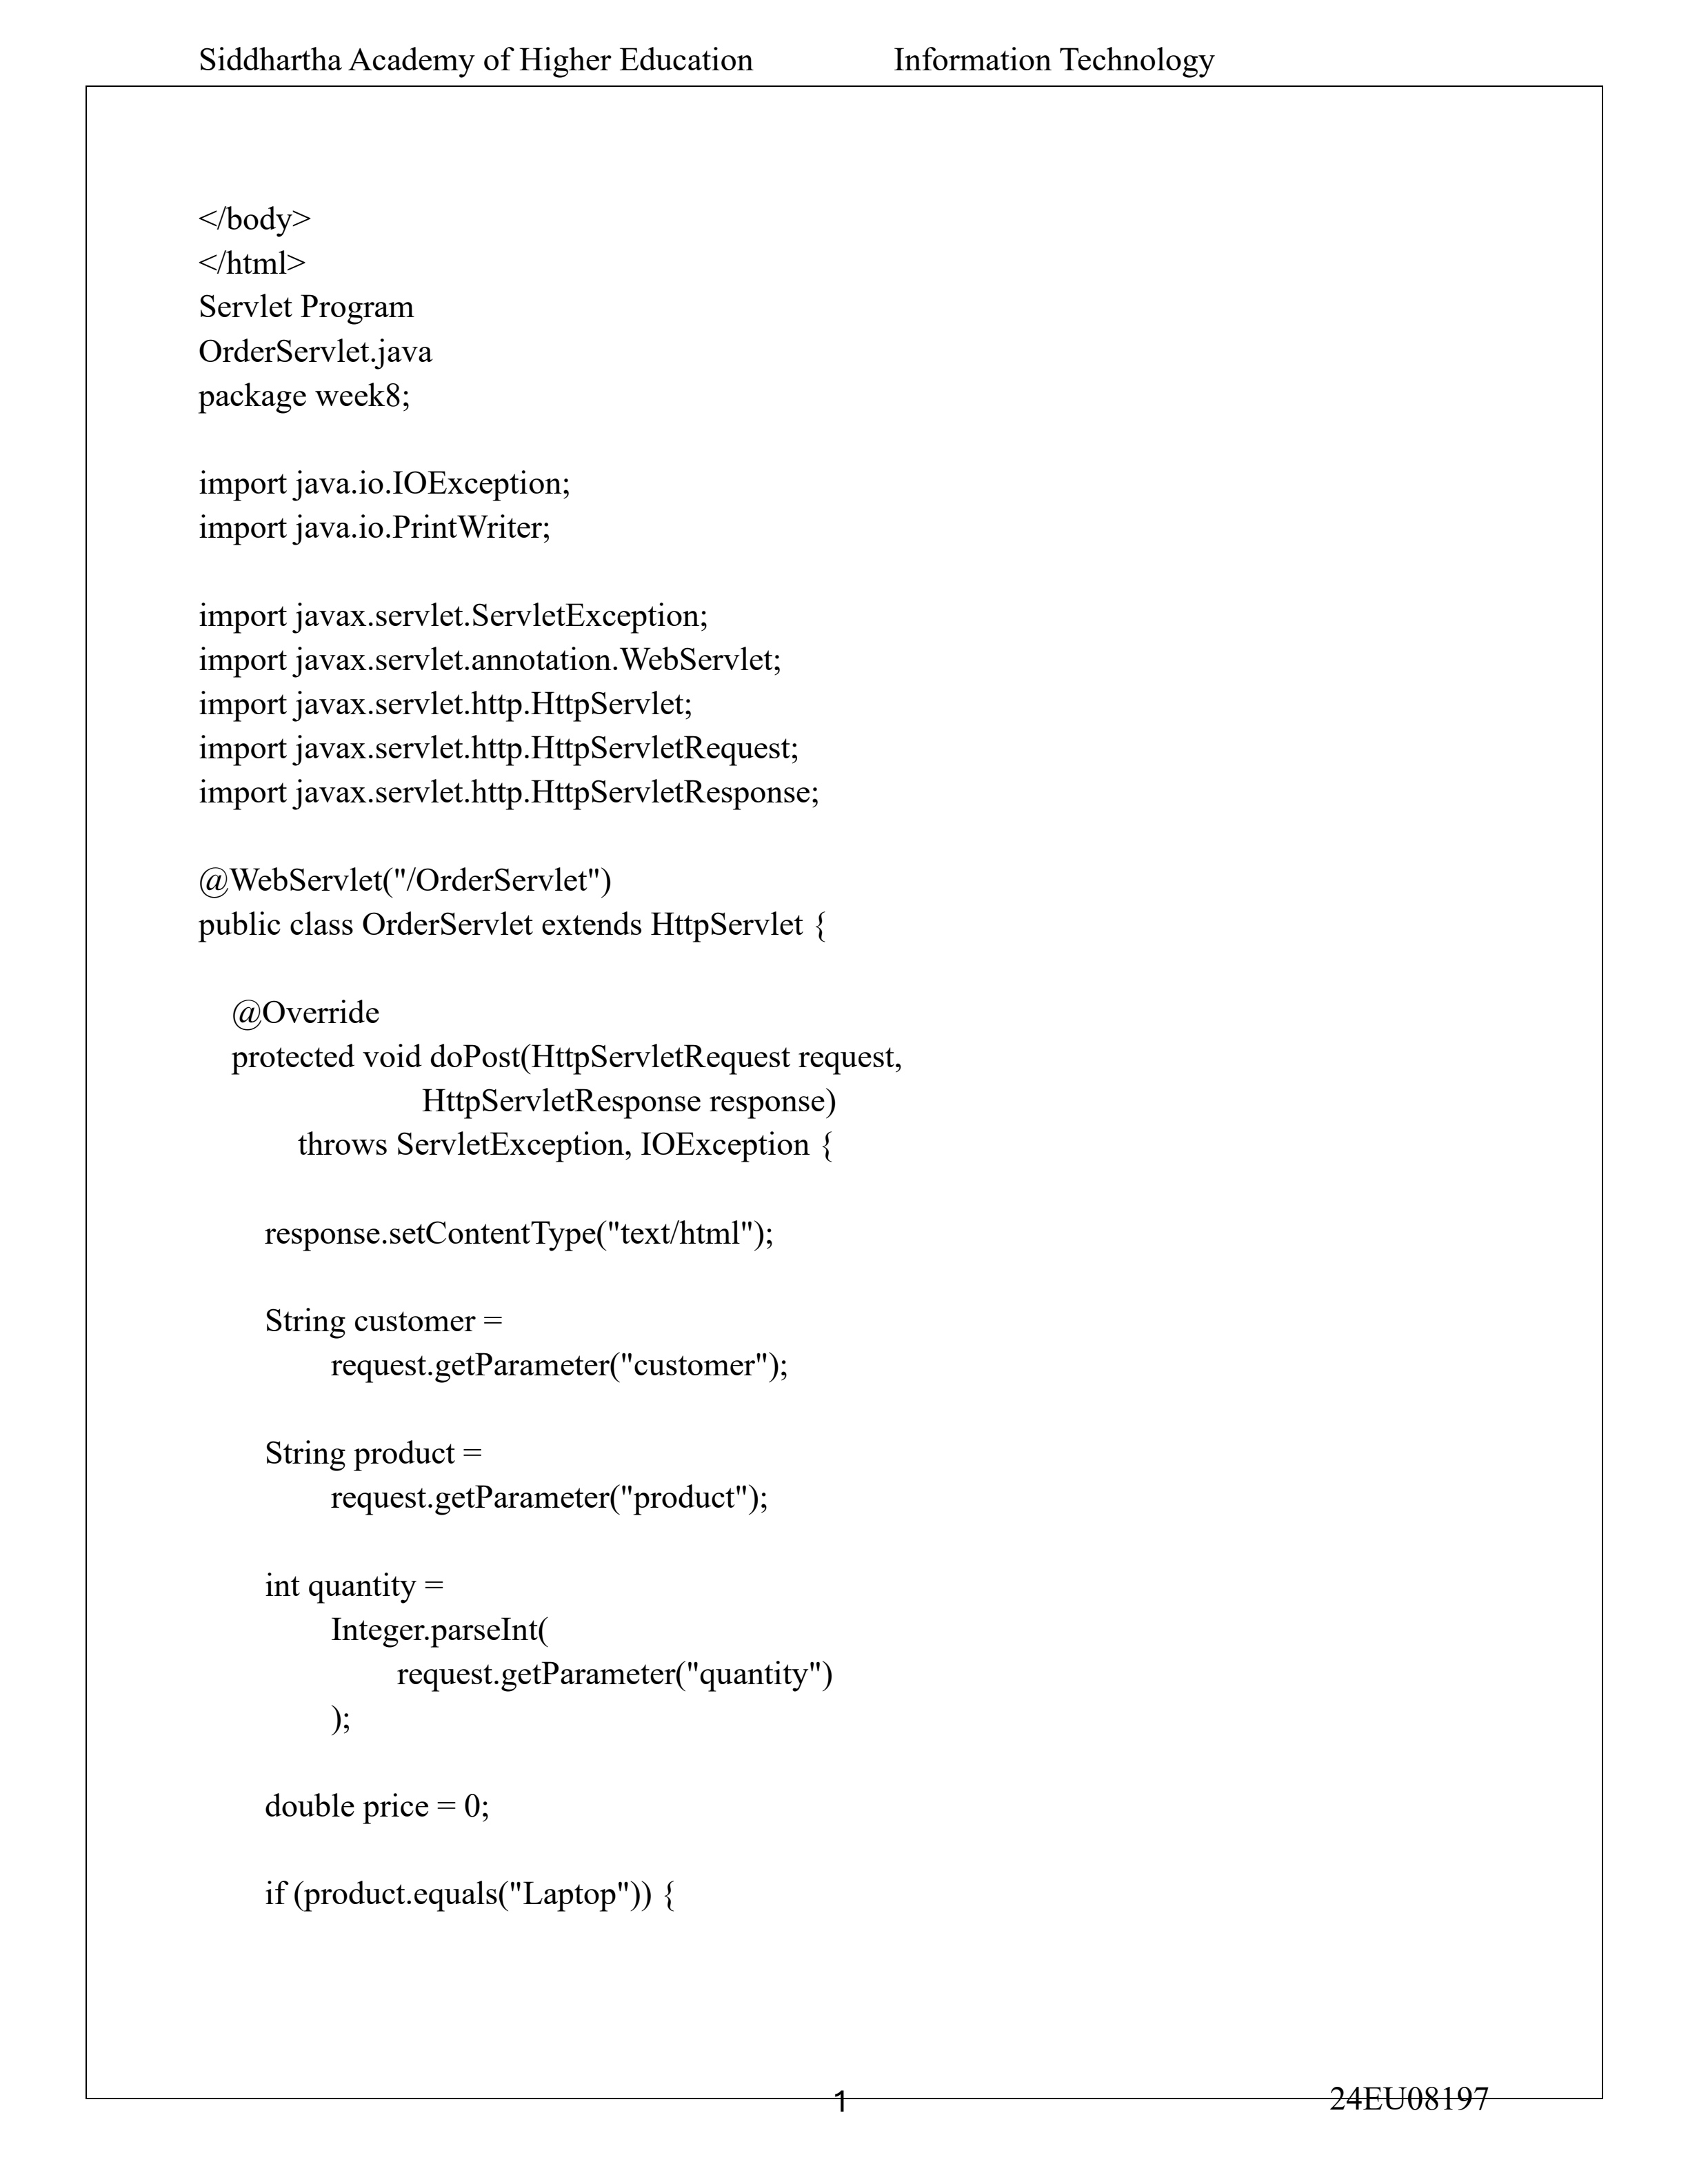 Siddhartha Academy of Higher Education Information Technology
</body>
</html>
Servlet Program
OrderServlet.java
package week8;
import java.io.IOException;
import java.io.PrintWriter;
import javax.servlet.ServletException;
import javax.servlet.annotation.WebServlet;
import javax.servlet.http.HttpServlet;
import javax.servlet.http.HttpServletRequest;
import javax.servlet.http.HttpServletResponse;
@WebServlet("/OrderServlet")
public class OrderServlet extends HttpServlet {
@Override
protected void doPost(HttpServletRequest request,
HttpServletResponse response)
throws ServletException, IOException {
response.setContentType("text/html");
String customer =
request.getParameter("customer");
String product =
request.getParameter("product");
int quantity =
Integer.parseInt(
request.getParameter("quantity")
);
double price = 0;
if (product.equals("Laptop")) {
1 24EU08197